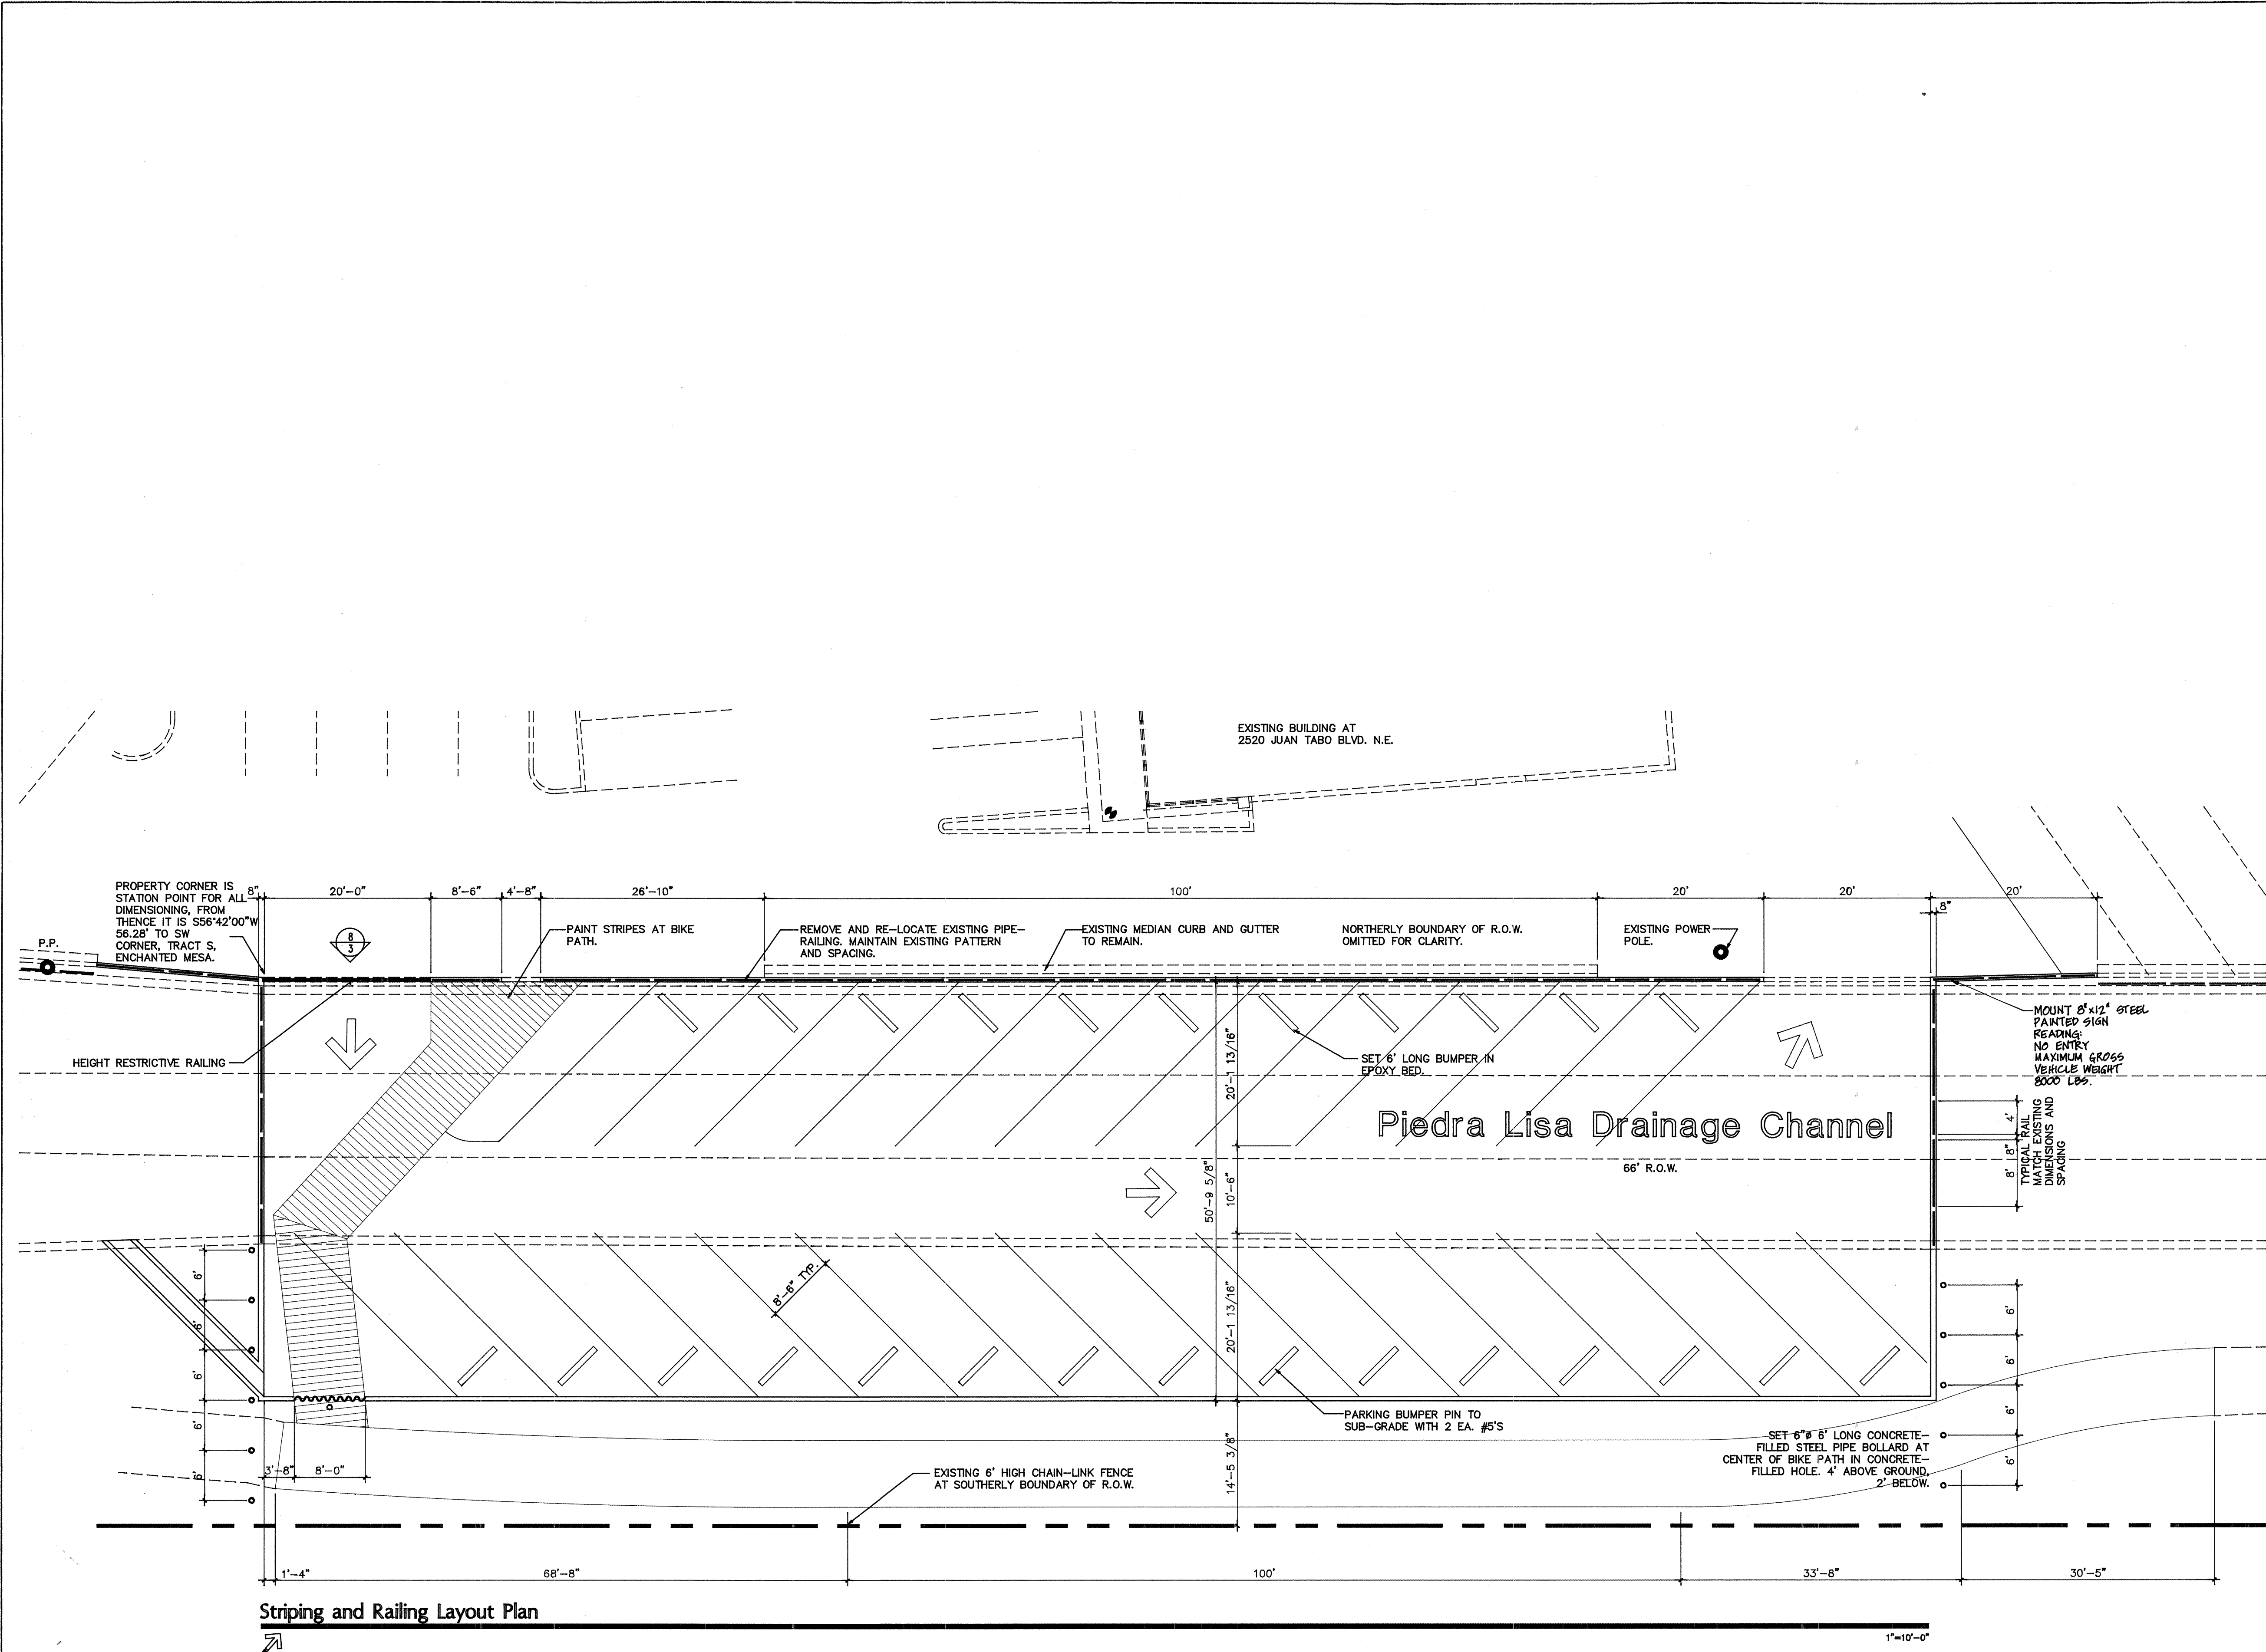 EXISTING BUILDING AT
2520 JUAN TABO BLVD. N.E.
PROPERTY CORNER IS
STATION POINT FOR ALL
DIMENSIONING, FROM
THENCE IT IS S56°42'00"W
56.28' TO SW
CORNER, TRACT S,
ENCHANTED MESA.
8"
20'-0"
8'-6"
4'-8"
26'-10"
100'
20'
20'
20'
8"
P.P.
8
3
PAINT STRIPES AT BIKE
PATH.
REMOVE AND RE-LOCATE EXISTING PIPE-
RAILING. MAINTAIN EXISTING PATTERN
AND SPACING.
EXISTING MEDIAN CURB AND GUTTER
TO REMAIN.
NORTHERLY BOUNDARY OF R.O.W.
OMITTED FOR CLARITY.
EXISTING POWER
POLE.
HEIGHT RESTRICTIVE RAILING
SET 6' LONG BUMPER IN
EPOXY BED.
MOUNT 8"x12" STEEL
PAINTED SIGN
READING:
NO ENTRY
MAXIMUM GROSS
VEHICLE WEIGHT
8000 LBS.
20'-1 13/16"
Piedra Lisa Drainage Channel
66' R.O.W.
4'
8"
8'
TYPICAL RAIL
MATCH EXISTING
DIMENSIONS AND
SPACING
50'-9 5/8"
10'-6"
8'-6" TYP.
20'-1 13/16"
6'
6'
6'
6'
6'
6'
6'
6'
6'
3'-8"
8'-0"
14'-5 3/8"
PARKING BUMPER PIN TO
SUB-GRADE WITH 2 EA. #5'S
EXISTING 6' HIGH CHAIN-LINK FENCE
AT SOUTHERLY BOUNDARY OF R.O.W.
SET 6"ø 6' LONG CONCRETE-
FILLED STEEL PIPE BOLLARD AT
CENTER OF BIKE PATH IN CONCRETE-
FILLED HOLE. 4' ABOVE GROUND,
2' BELOW.
1'-4"
68'-8"
100'
33'-8"
30'-5"
Striping and Railing Layout Plan
1"=10'-0"